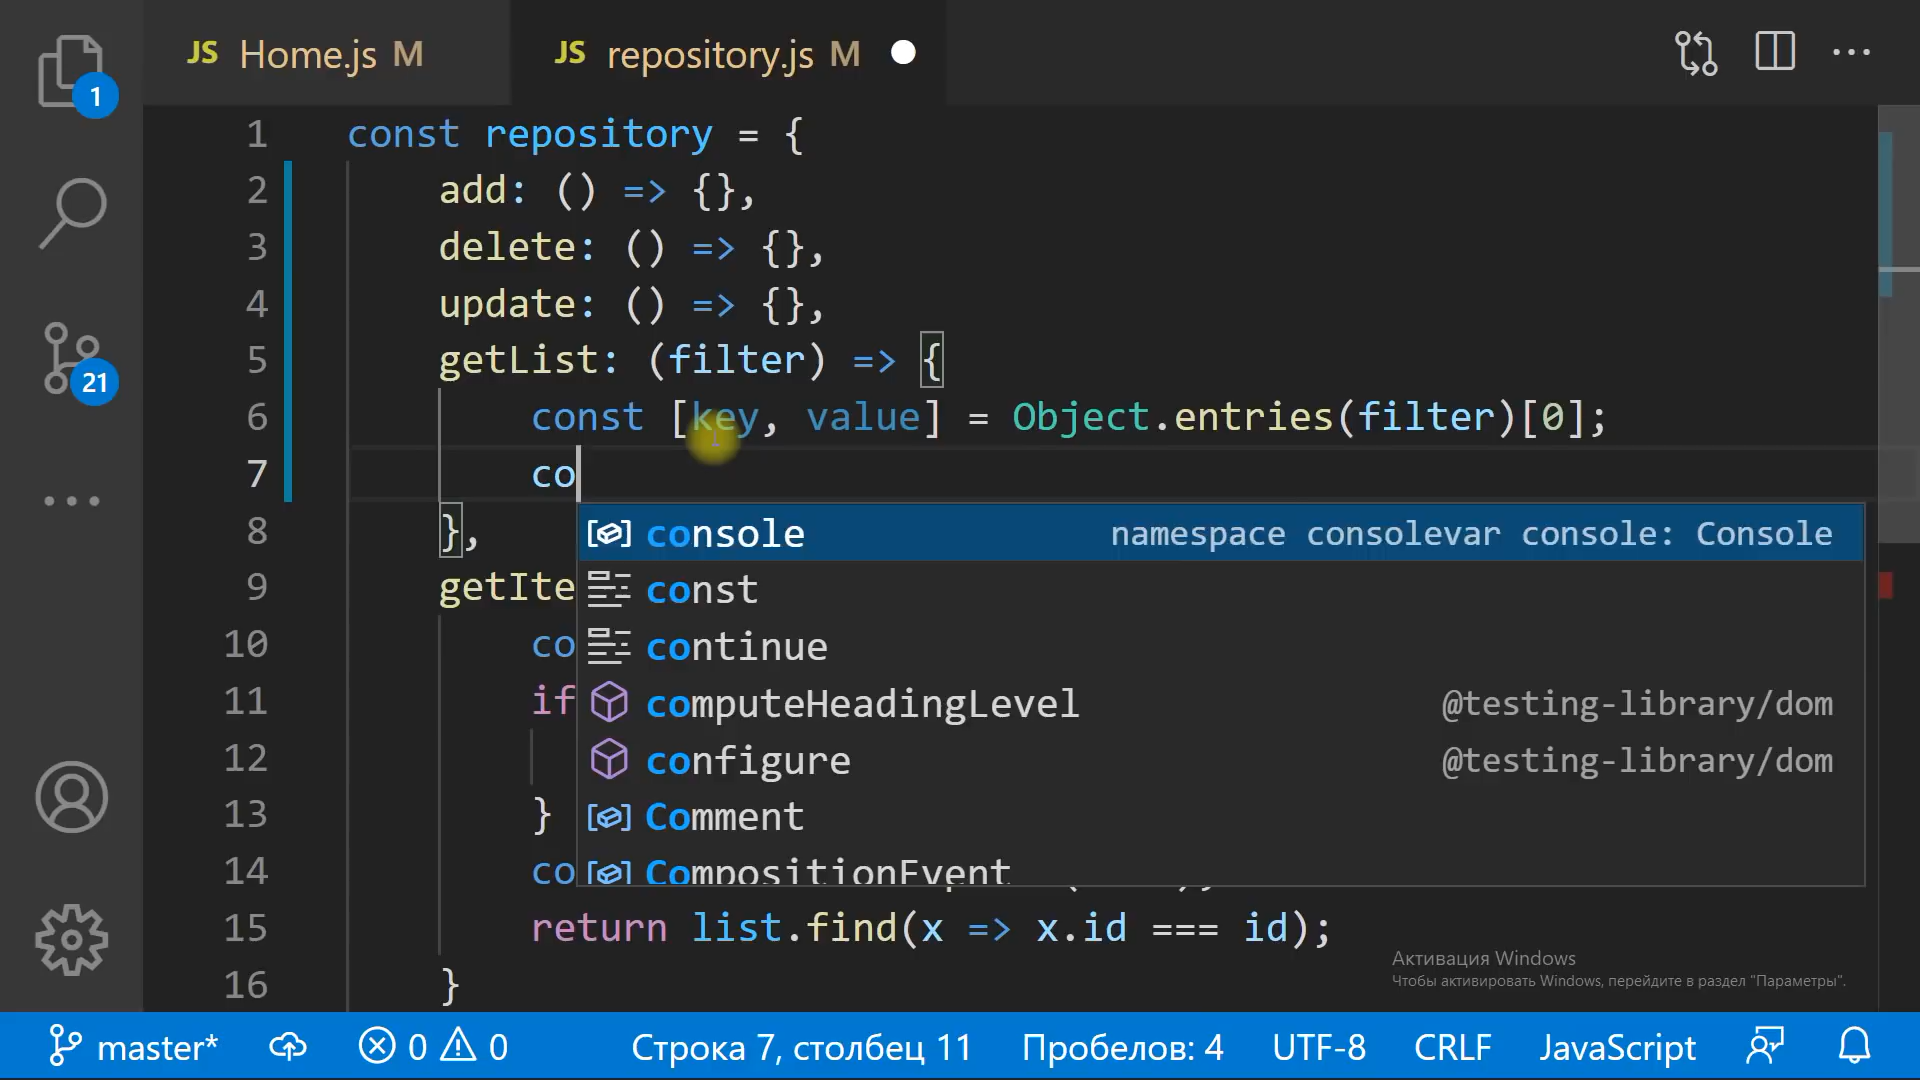 JS Home.js M
JS repository.js M
1
21
1 const repository = {
2 add: () => {},
3 delete: () => {},
4 update: () => {},
5 getList: (filter) => {
6 const [key, value] = Object.entries(filter)[0];
7 co
8 },
9 getIte
10 co
11 if
12
13 }
14 co
15 return list.find(x => x.id === id);
16 }
console namespace consolevar console: Console
const
continue
computeHeadingLevel @testing-library/dom
configure @testing-library/dom
Comment
CompositionEvent
Активация Windows
Чтобы активировать Windows, перейдите в раздел "Параметры".
master* 0 0 Строка 7, столбец 11 Пробелов: 4 UTF-8 CRLF JavaScript